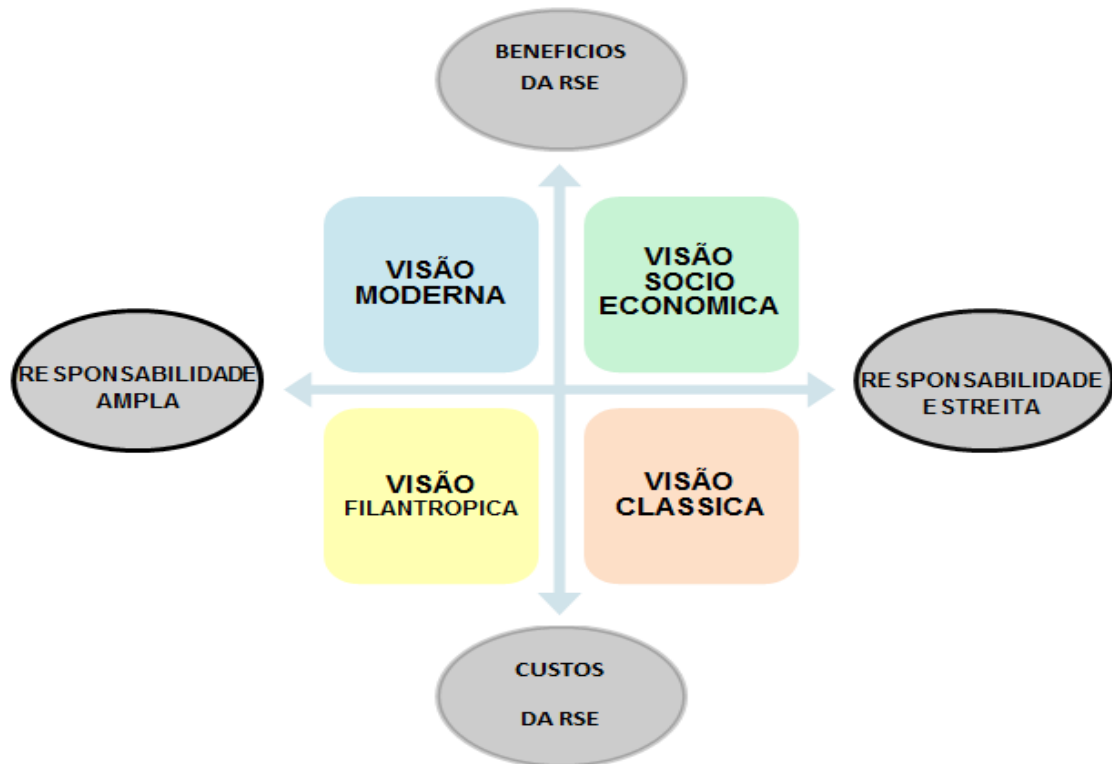 BENEFICIOS
DA RSE
VISÃO
MODERNA
VISÃO
SOCIO
ECONOMICA
RESPONSABILIDADE
AMPLA
RESPONSABILIDADE
ESTREITA
VISÃO
FILANTROPICA
VISÃO
CLASSICA
CUSTOS
DA RSE